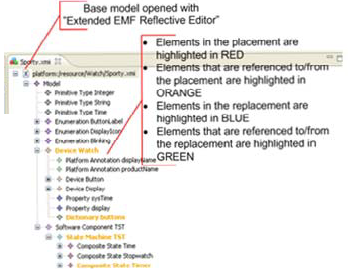 Base model opened with
"Extended EMF Reflective Editor"
• Elements in the placement are
highlighted in RED
• Elements that are referenced to/from
the placement are highlighted in
ORANGE
• Elements in the replacement are
highlighted in BLUE
• Elements that are referenced to/from
the replacement are highlighted in
GREEN
Sporty.xmi
platform:/resource/Watch/Sporty.xmi
Model
Primitive Type Integer
Primitive Type String
Primitive Type Time
Enumeration ButtonLabel
Enumeration DisplayIcon
Enumeration Blinking
Device Watch
Platform Annotation displayName
Platform Annotation productName
Device Button
Device Display
Property sysTime
Property display
Dictionary buttons
Software Component TST
State Machine TST
Composite State Time
Composite State Stopwatch
Composite State Timer